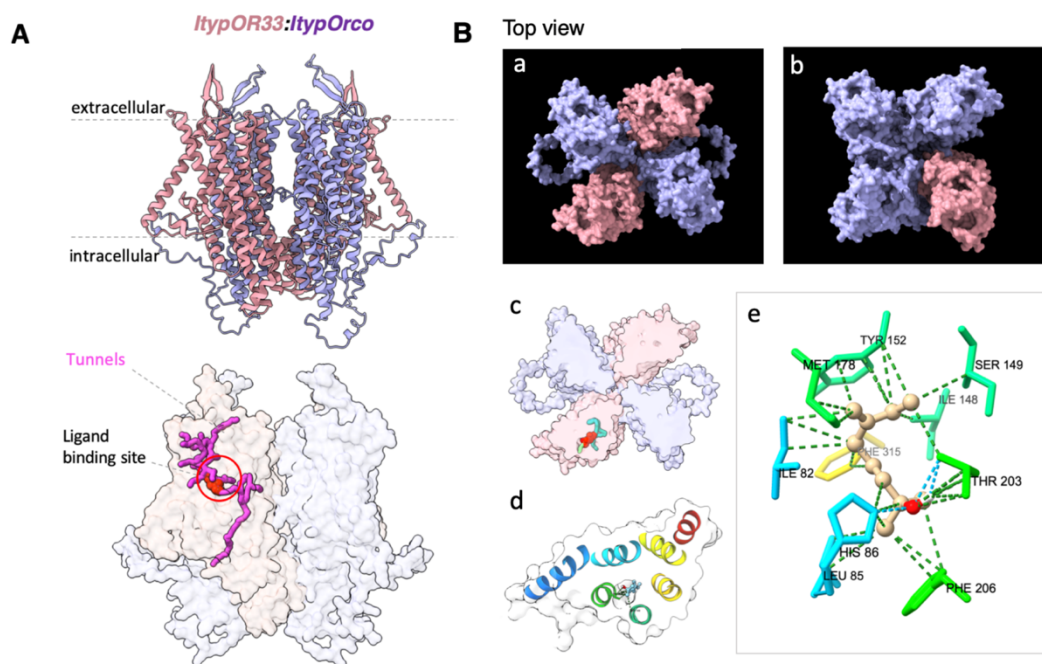 A
ItypOR33:ItypOrco
extracellular
intracellular
Tunnels
Ligand
binding site
B
Top view
a
b
c
d
e
TYR 152
MET 178
SER 149
ILE 148
PHE 315
ILE 82
THR 203
HIS 86
LEU 85
PHE 206